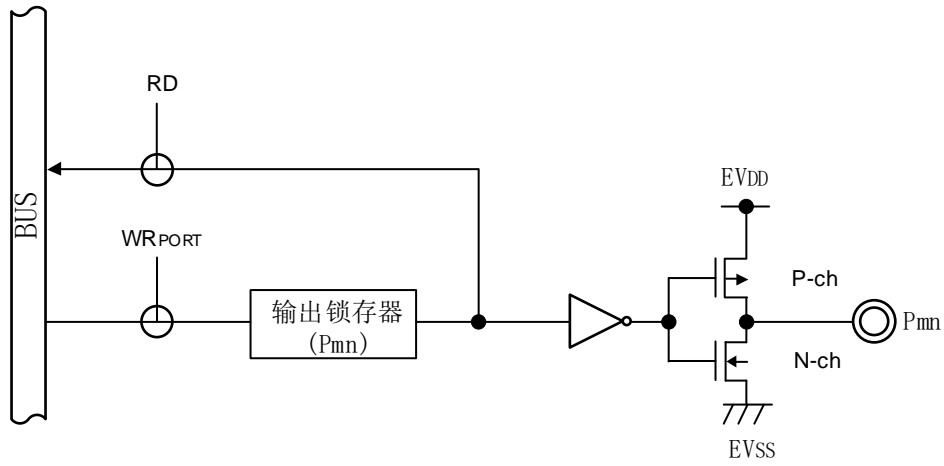 RD
EVDD
BUS
WRPORT
P-ch
输出锁存器
(Pmn)
Pmn
N-ch
EVSS